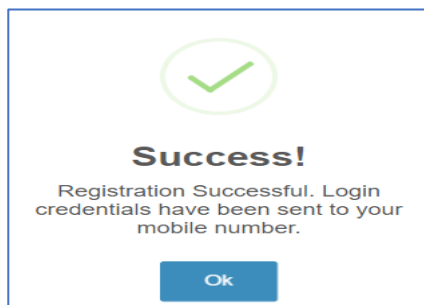 Success!
Registration Successful. Login
credentials have been sent to your
mobile number.
Ok